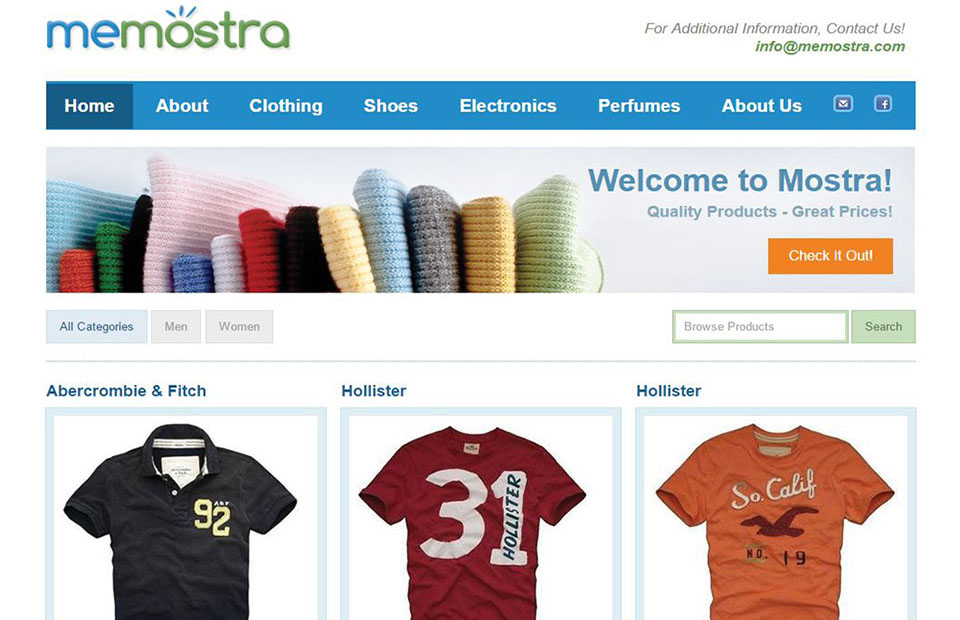 memostra
For Additional Information, Contact Us!
info@memostra.com
Home About Clothing Shoes Electronics Perfumes About Us
Welcome to Mostra!
Quality Products - Great Prices!
Check It Out!
All Categories Men Women
Browse Products Search
Abercrombie & Fitch Hollister Hollister
A&F
92
31
HOLLISTER
So. Calif
NO. 19